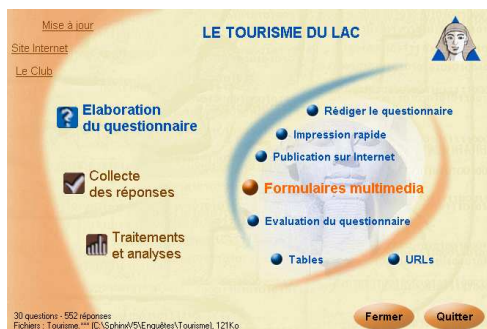 Mise à jour
LE TOURISME DU LAC
Site Internet
Le Club
Elaboration
du questionnaire
Rédiger le questionnaire
Impression rapide
Publication sur Internet
Collecte
des réponses
Formulaires multimedia
Evaluation du questionnaire
Traitements
et analyses
Tables
URLs
30 questions - 552 réponses
Fichiers : Tourisme.*** (C:\SphinxV5\Enquêtes\Tourisme), 121Ko
Fermer
Quitter